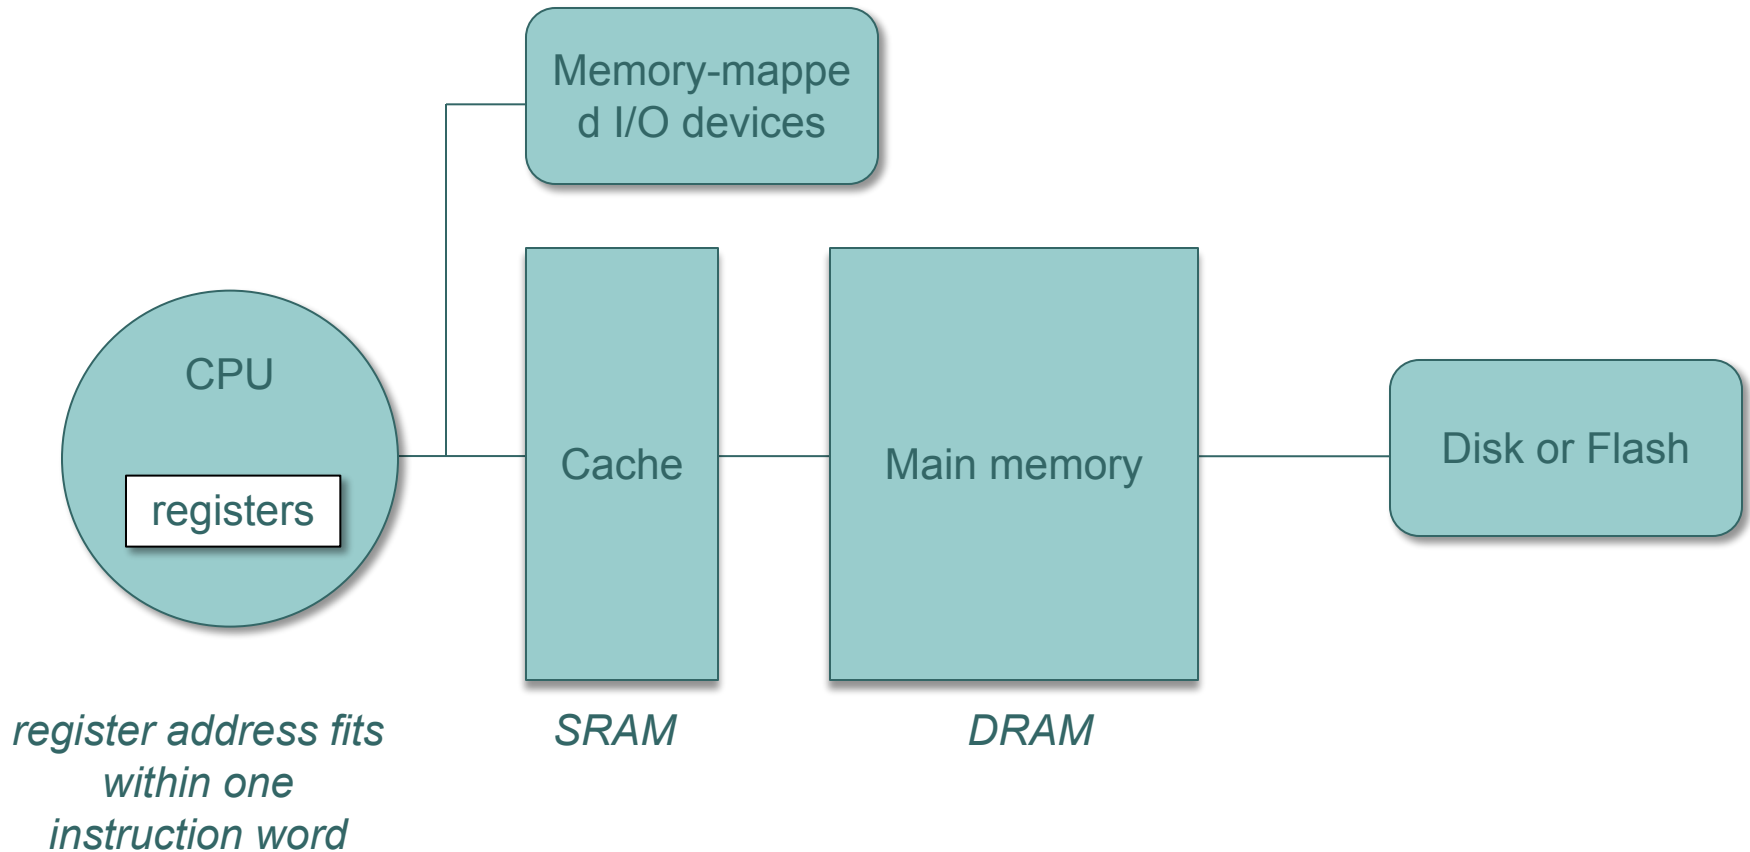 Memory-mappe
d I/O devices
CPU
registers
Cache
Main memory
Disk or Flash
register address fits
within one
instruction word
SRAM
DRAM